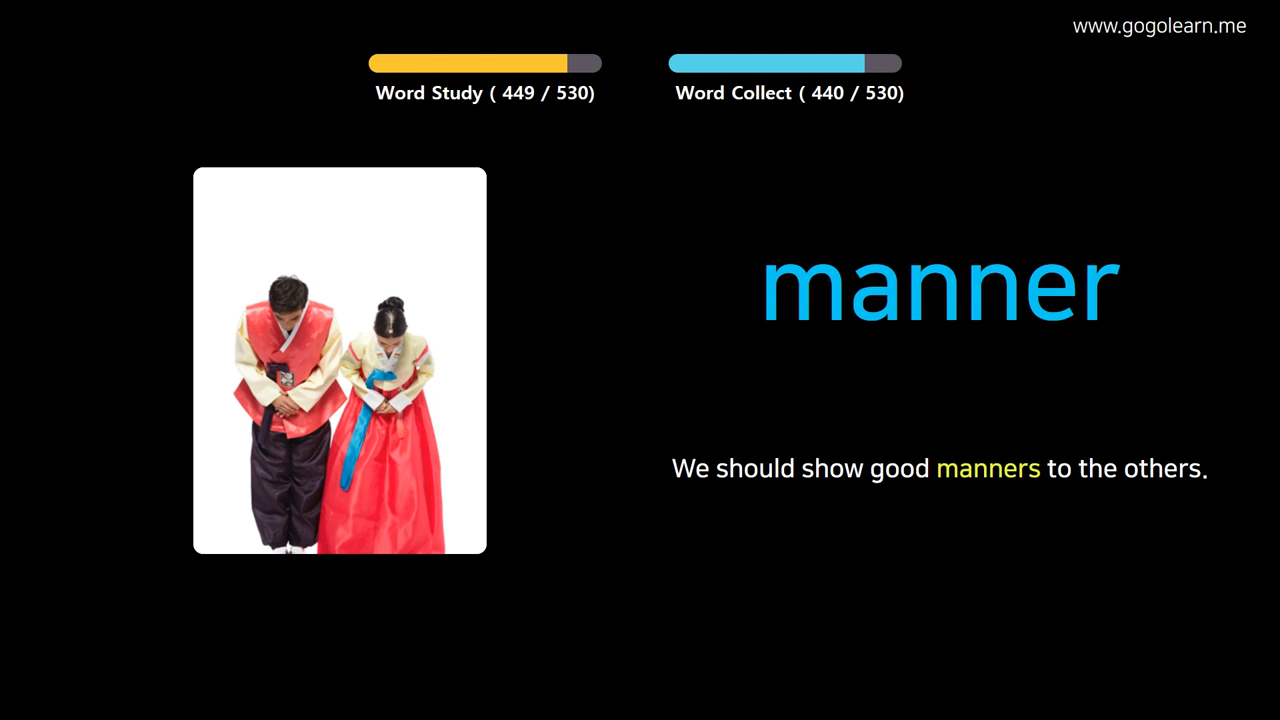 www.gogolearn.me
Word Study ( 449 / 530)
Word Collect ( 440 / 530)
manner
We should show good manners to the others.